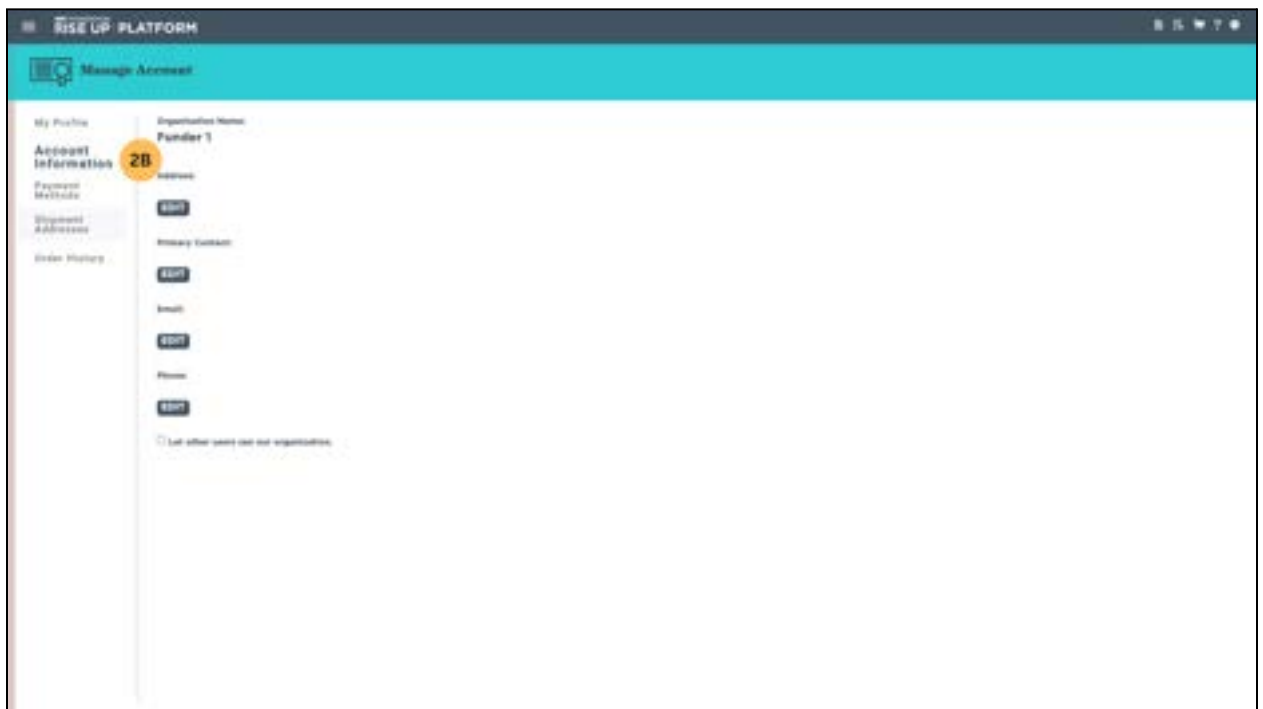 RISE UP PLATFORM
?
Manage Account
My Profile
Account
Information
2B
Payment
Methods
Shipment
Addresses
Order History
Organization Name:
Funder 1
Address:
EDIT
Primary Contact:
EDIT
Email:
EDIT
Phone:
EDIT
Let other users see our organization.